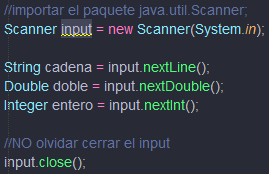 //importar el paquete java.util.Scanner;
Scanner input = new Scanner(System.in);
String cadena = input.nextLine();
Double doble = input.nextDouble();
Integer entero = input.nextInt();
//NO olvidar cerrar el input
input.close();